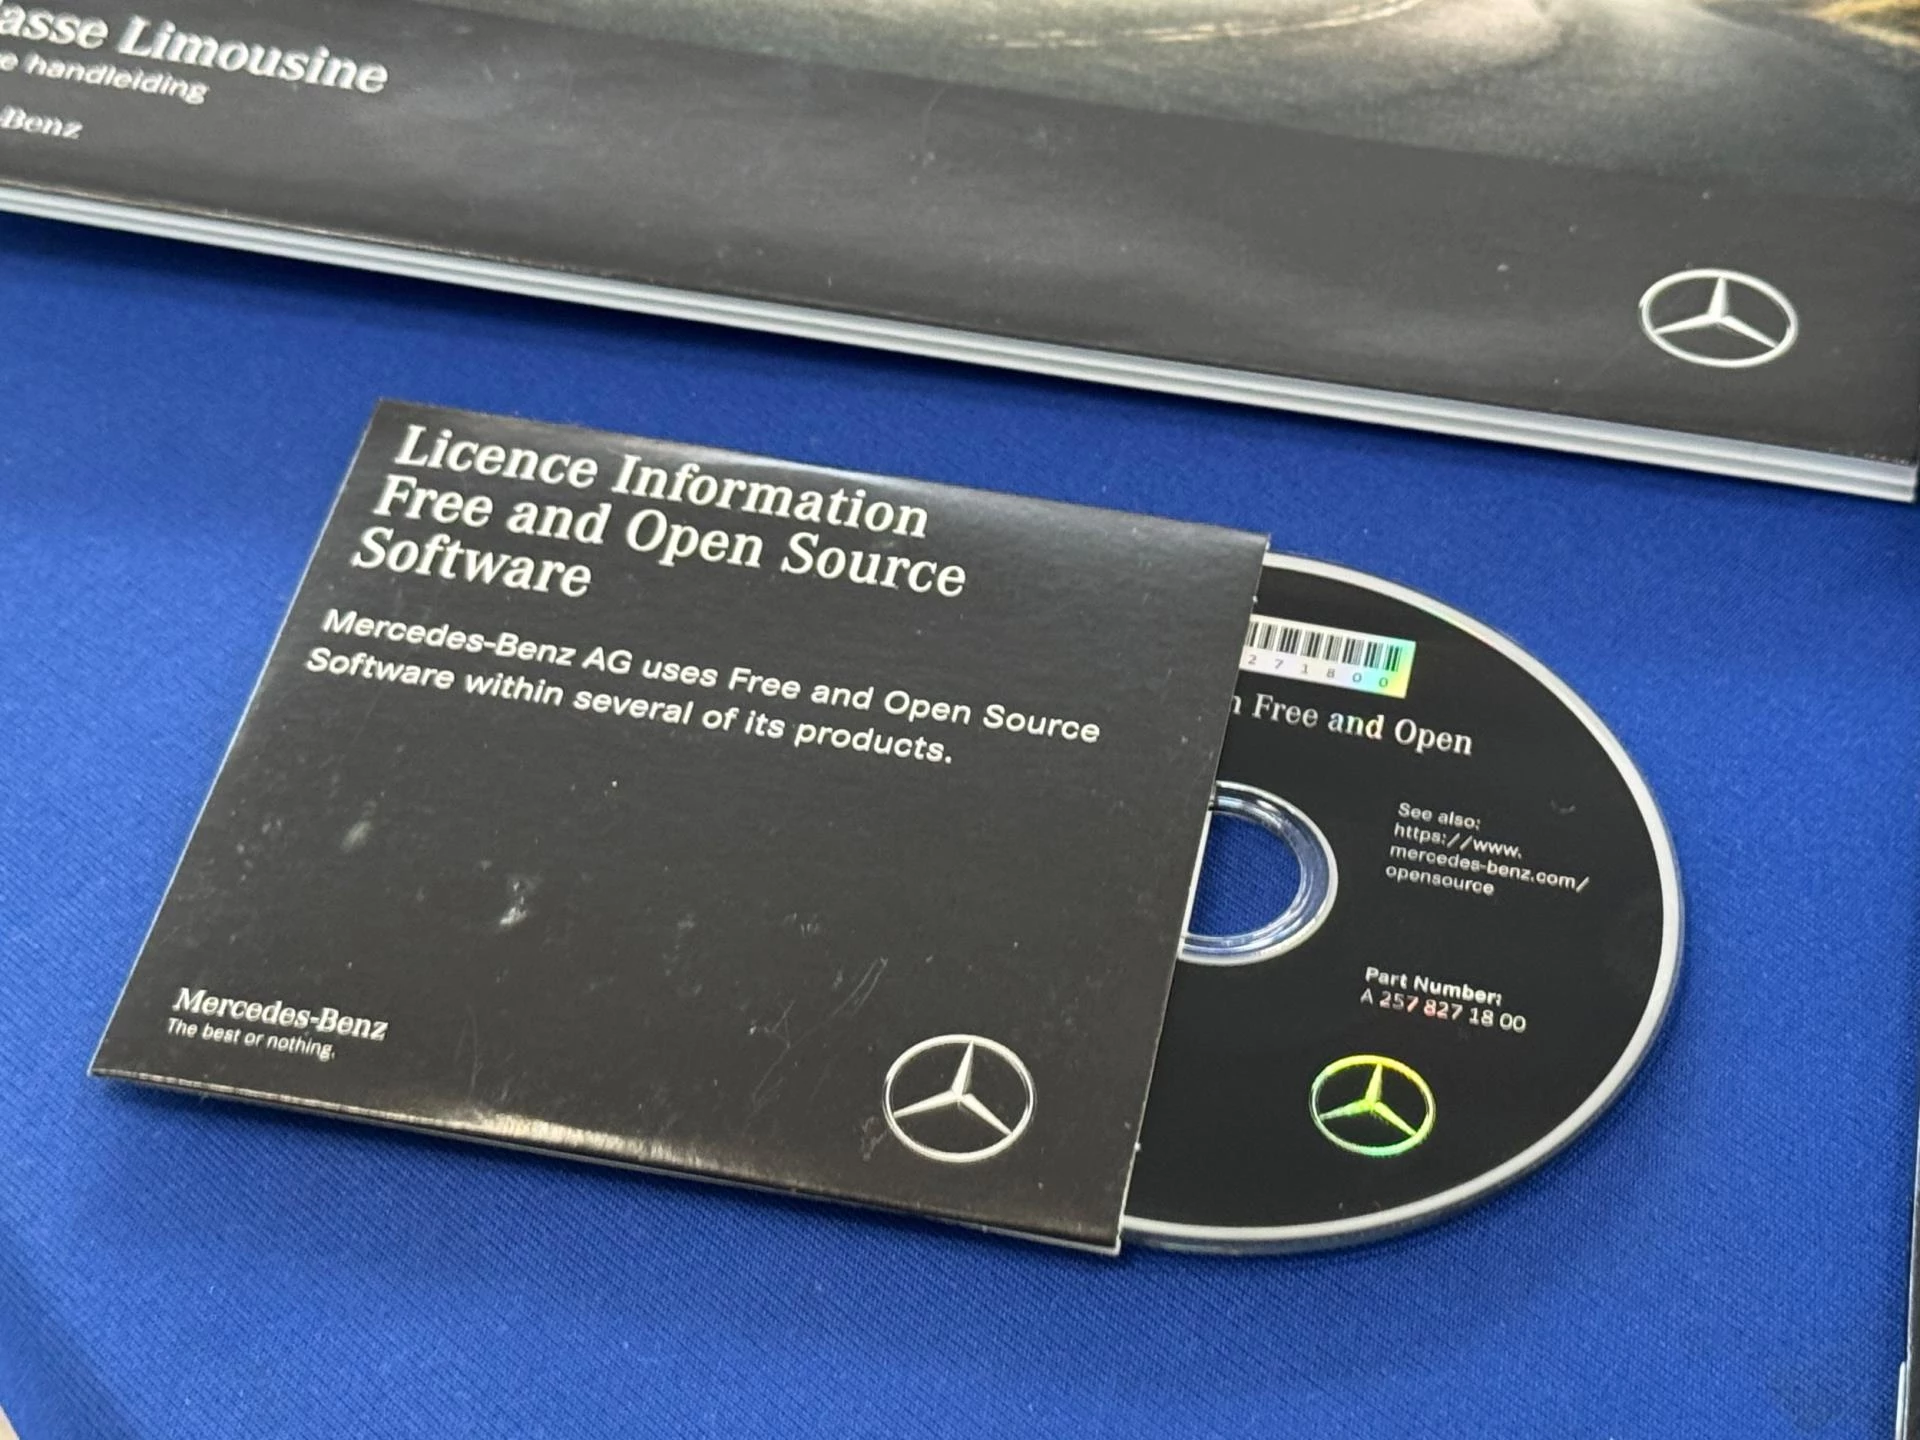 asse Limousine
e handleiding
-Benz
Licence Information
Free and Open Source
Software
Mercedes-Benz AG uses Free and Open Source
Software within several of its products.
Mercedes-Benz
The best or nothing.
271800
n Free and Open
See also:
https://www.
mercedes-benz.com/
opensource
Part Number:
A 257 827 18 00